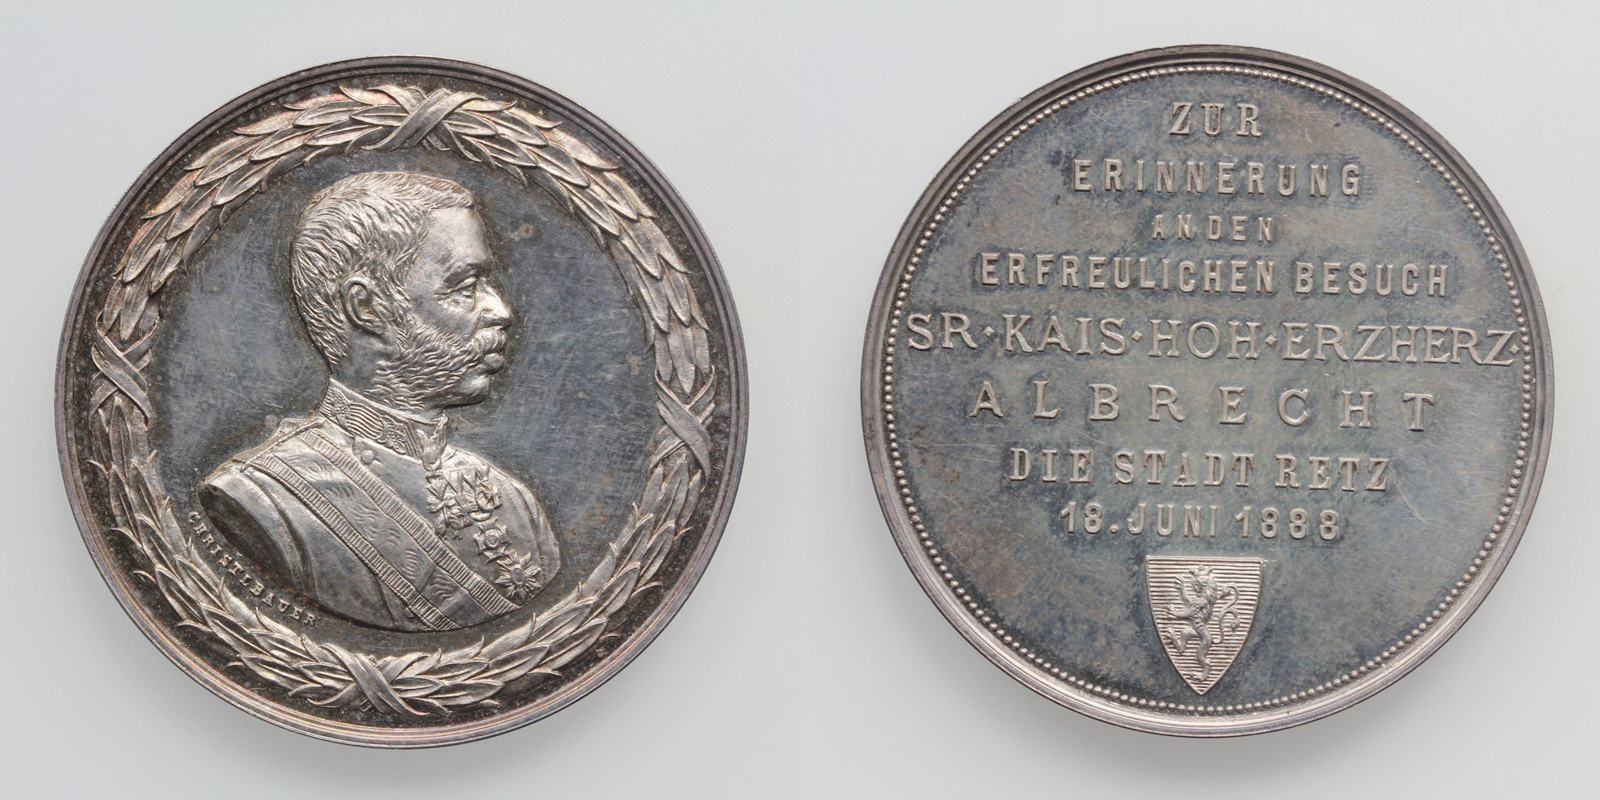 CHRISTLBAUER
ZUR
ERINNERUNG
AN DEN
ERFREULICHEN BESUCH
SR·KAIS·HOH·ERZHERZ·
ALBRECHT
DIE STADT RETZ
18. JUNI 1888